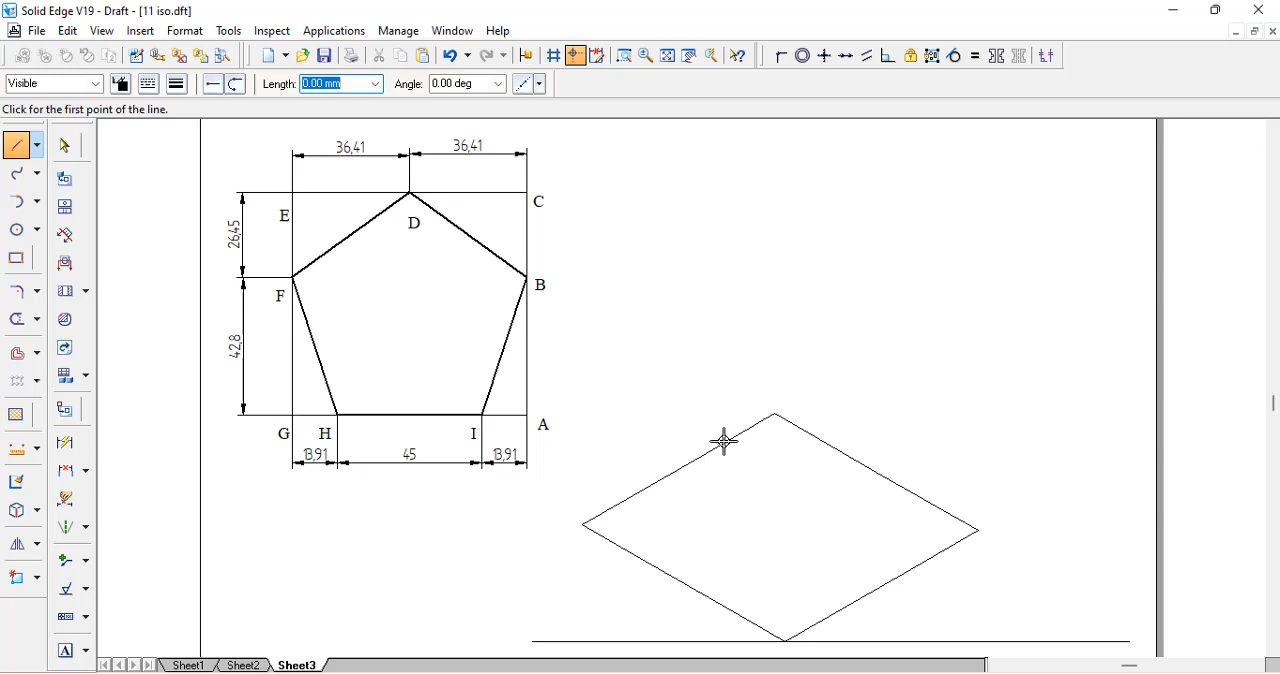 Solid Edge V19 - Draft - [11 iso.dft]
File Edit View Insert Format Tools Inspect Applications Manage Window Help
Visible Length: 0.00 mm Angle: 0.00 deg
Click for the first point of the line.
36,41 36,41
E D C
26,45
F B
42,8
G H I A
13,91 45 13,91
A
Sheet1 Sheet2 Sheet3